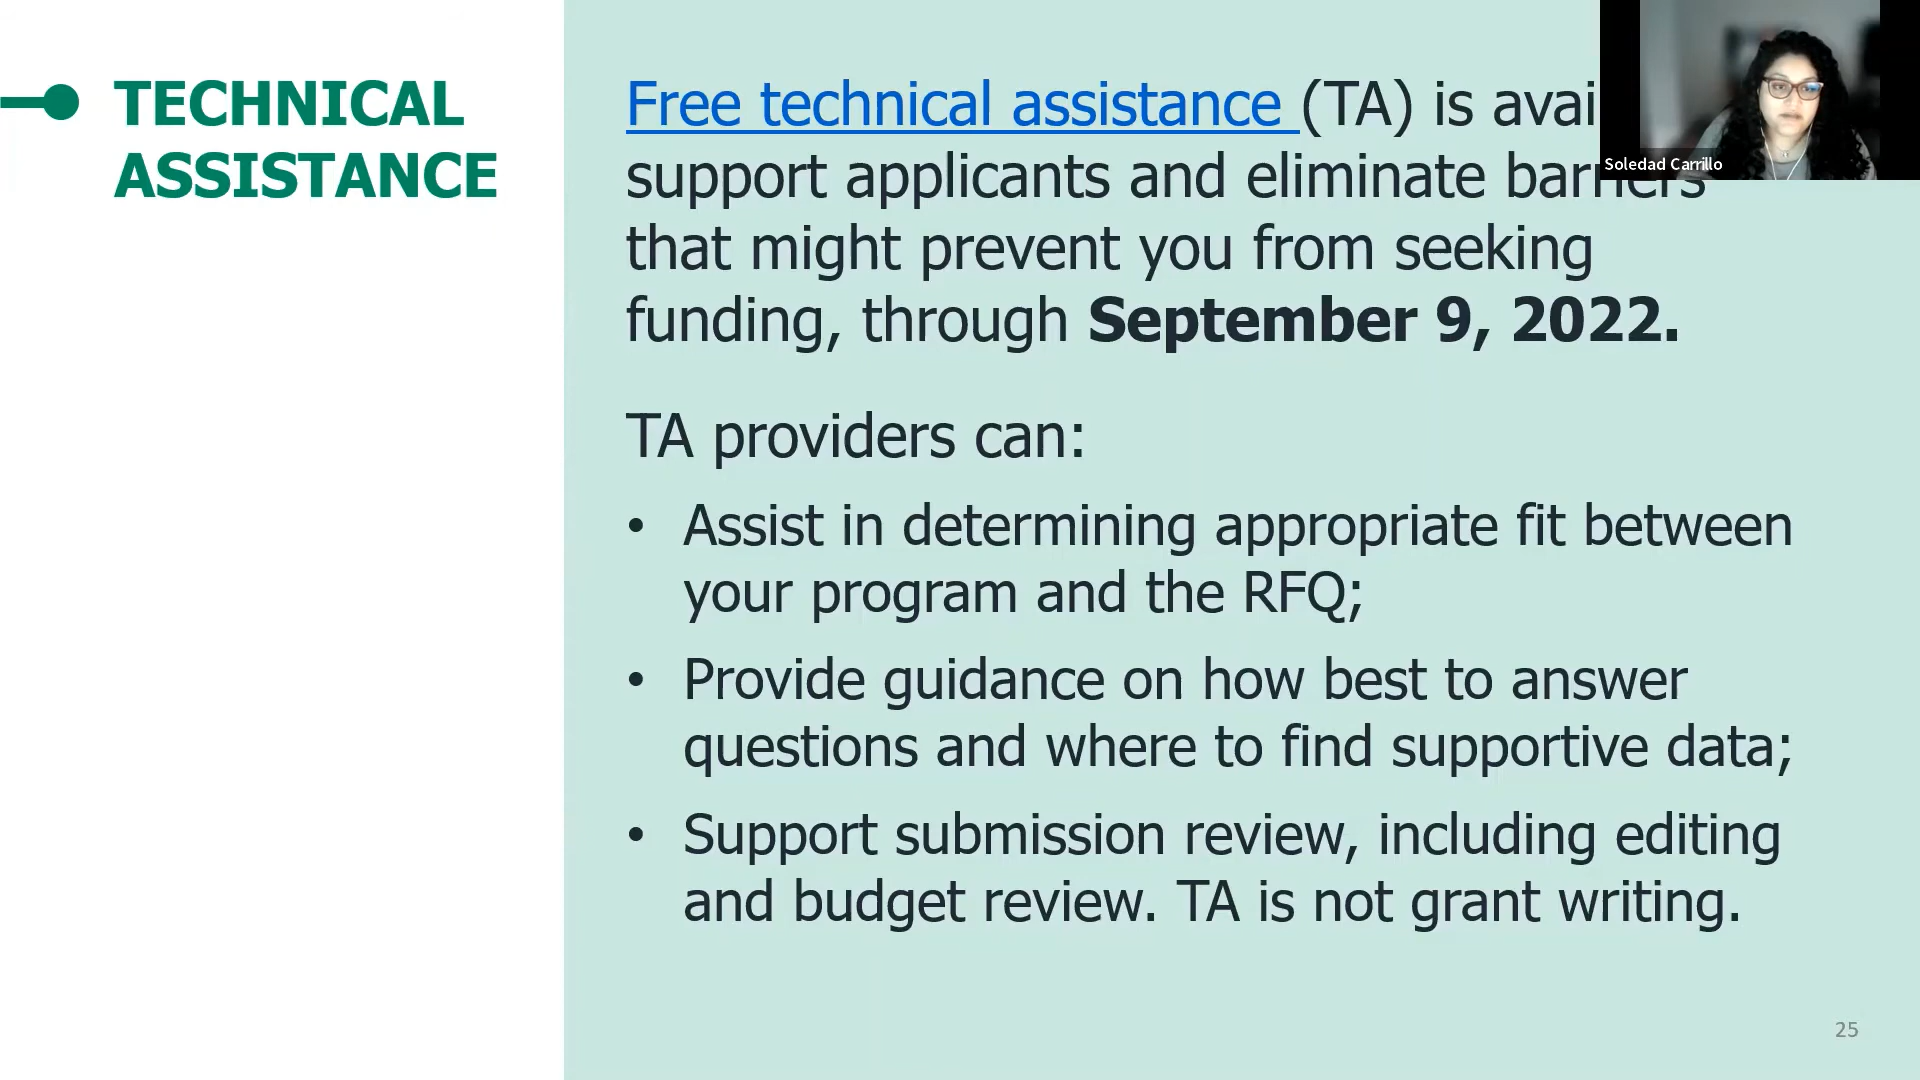 TECHNICAL
ASSISTANCE
Free technical assistance (TA) is avai
support applicants and eliminate barriers
that might prevent you from seeking
funding, through September 9, 2022.
TA providers can:
• Assist in determining appropriate fit between
your program and the RFQ;
• Provide guidance on how best to answer
questions and where to find supportive data;
• Support submission review, including editing
and budget review. TA is not grant writing.
Soledad Carrillo
25